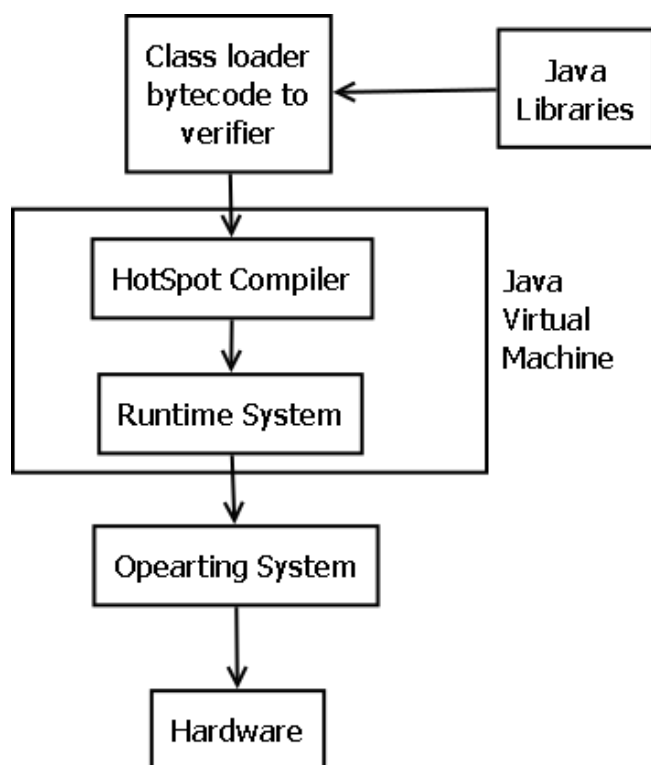 Class loader
bytecode to
verifier
Java
Libraries
HotSpot Compiler
Java
Virtual
Machine
Runtime System
Opearting System
Hardware